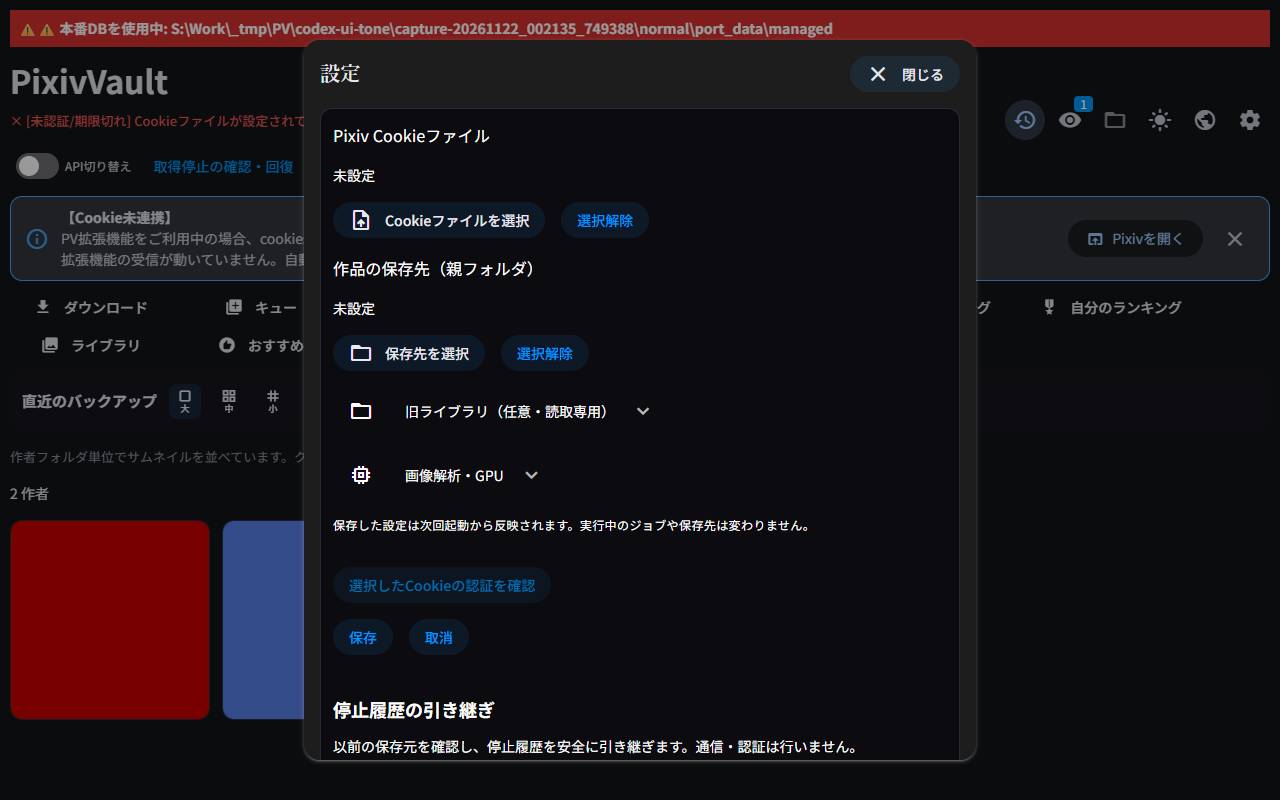 本番DBを使用中: S:\Work\_tmp\PV\codex-ui-tone\capture-20261122_002135_749388\normal\port_data\managed
PixivVault
× [未認証/期限切れ] Cookieファイルが設定されて
1
API切り替え
取得停止の確認・回復
【Cookie未連携】
PV拡張機能をご利用中の場合、cookie
拡張機能の受信が動いていません。自動
Pixivを開く
ダウンロード
キュー
グ
自分のランキング
ライブラリ
おすすめ
直近のバックアップ
大
中
小
作者フォルダ単位でサムネイルを並べています。ク
2 作者
設定
閉じる
Pixiv Cookieファイル
未設定
Cookieファイルを選択
選択解除
作品の保存先（親フォルダ）
未設定
保存先を選択
選択解除
旧ライブラリ（任意・読取専用）
画像解析・GPU
保存した設定は次回起動から反映されます。実行中のジョブや保存先は変わりません。
選択したCookieの認証を確認
保存
取消
停止履歴の引き継ぎ
以前の保存元を確認し、停止履歴を安全に引き継ぎます。通信・認証は行いません。